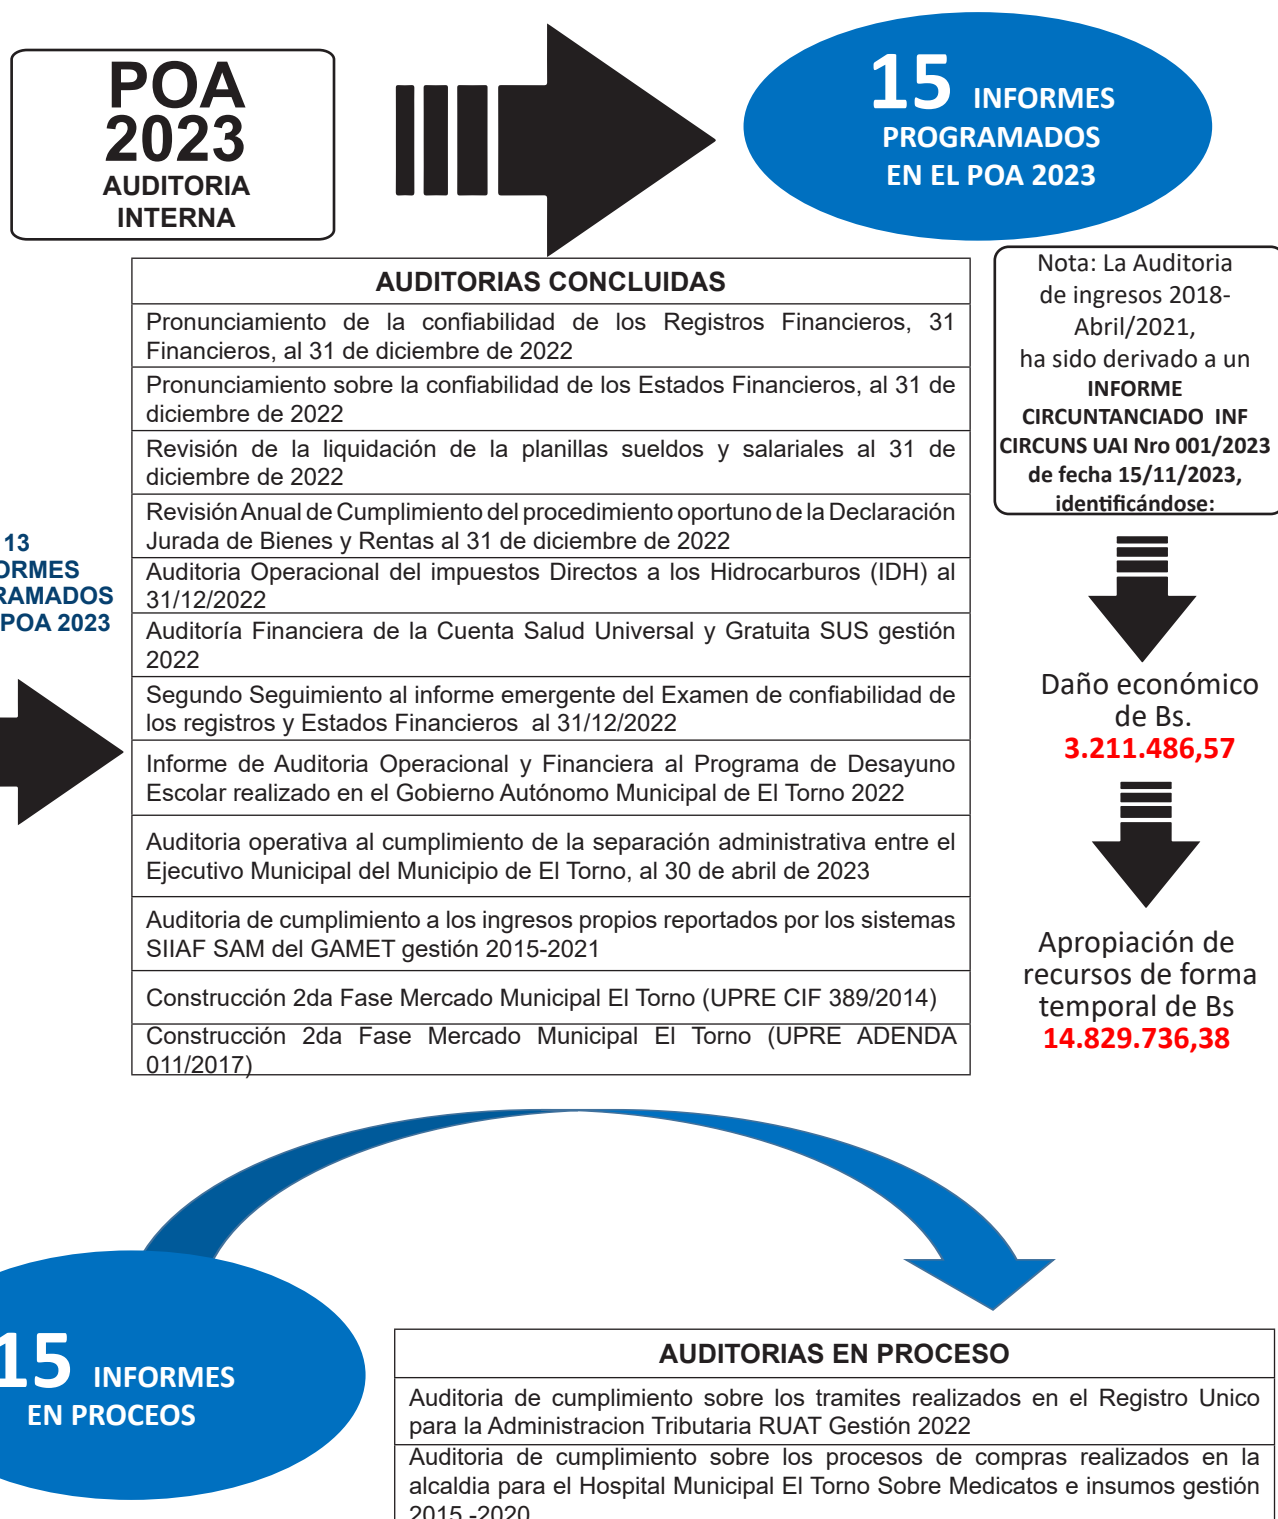 POA
2023
AUDITORIA
INTERNA
15 INFORMES
PROGRAMADOS
EN EL POA 2023
AUDITORIAS CONCLUIDAS
Pronunciamiento de la confiabilidad de los Registros Financieros, 31
Financieros, al 31 de diciembre de 2022
Pronunciamiento sobre la confiabilidad de los Estados Financieros, al 31 de
diciembre de 2022
Revisión de la liquidación de la planillas sueldos y salariales al 31 de
diciembre de 2022
Revisión Anual de Cumplimiento del procedimiento oportuno de la Declaración
Jurada de Bienes y Rentas al 31 de diciembre de 2022
Auditoria Operacional del impuestos Directos a los Hidrocarburos (IDH) al
31/12/2022
Auditoría Financiera de la Cuenta Salud Universal y Gratuita SUS gestión
2022
Segundo Seguimiento al informe emergente del Examen de confiabilidad de
los registros y Estados Financieros al 31/12/2022
Informe de Auditoria Operacional y Financiera al Programa de Desayuno
Escolar realizado en el Gobierno Autónomo Municipal de El Torno 2022
Auditoria operativa al cumplimiento de la separación administrativa entre el
Ejecutivo Municipal del Municipio de El Torno, al 30 de abril de 2023
Auditoria de cumplimiento a los ingresos propios reportados por los sistemas
SIIAF SAM del GAMET gestión 2015-2021
Construcción 2da Fase Mercado Municipal El Torno (UPRE CIF 389/2014)
Construcción 2da Fase Mercado Municipal El Torno (UPRE ADENDA
011/2017)
13
ORMES
RAMADOS
POA 2023
Nota: La Auditoria
de ingresos 2018-
Abril/2021,
ha sido derivado a un
INFORME
CIRCUNTANCIADO INF
CIRCUNS UAI Nro 001/2023
de fecha 15/11/2023,
identificándose:
Daño económico
de Bs.
3.211.486,57
Apropiación de
recursos de forma
temporal de Bs
14.829.736,38
15 INFORMES
EN PROCEOS
AUDITORIAS EN PROCESO
Auditoria de cumplimiento sobre los tramites realizados en el Registro Unico
para la Administracion Tributaria RUAT Gestión 2022
Auditoria de cumplimiento sobre los procesos de compras realizados en la
alcaldia para el Hospital Municipal El Torno Sobre Medicatos e insumos gestión
2015 -2020